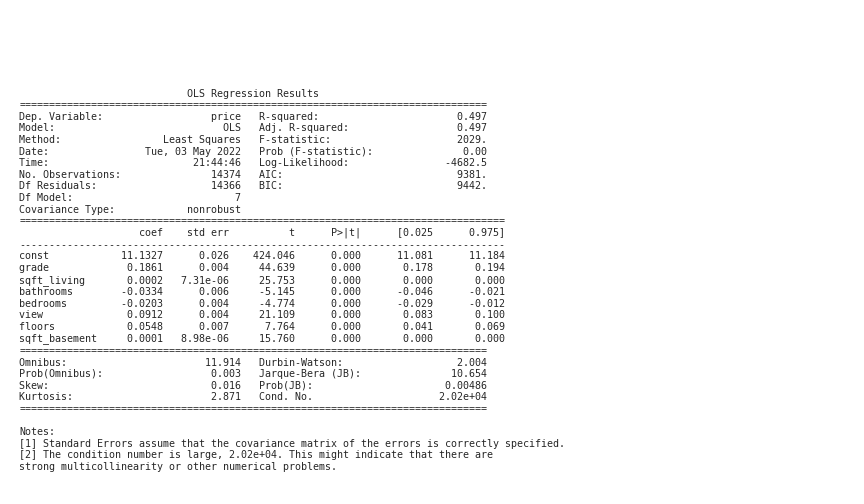 OLS Regression Results
==============================================================================
Dep. Variable:                  price   R-squared:                       0.497
Model:                            OLS   Adj. R-squared:                  0.497
Method:                 Least Squares   F-statistic:                     2029.
Date:                Tue, 03 May 2022   Prob (F-statistic):               0.00
Time:                        21:44:46   Log-Likelihood:                -4682.5
No. Observations:               14374   AIC:                             9381.
Df Residuals:                   14366   BIC:                             9442.
Df Model:                           7
Covariance Type:            nonrobust
=================================================================================
                    coef    std err          t      P>|t|      [0.025      0.975]
---------------------------------------------------------------------------------
const            11.1327      0.026    424.046      0.000      11.081      11.184
grade             0.1861      0.004     44.639      0.000       0.178       0.194
sqft_living       0.0002   7.31e-06     25.753      0.000       0.000       0.000
bathrooms        -0.0334      0.006     -5.145      0.000      -0.046      -0.021
bedrooms         -0.0203      0.004     -4.774      0.000      -0.029      -0.012
view              0.0912      0.004     21.109      0.000       0.083       0.100
floors            0.0548      0.007      7.764      0.000       0.041       0.069
sqft_basement     0.0001   8.98e-06     15.760      0.000       0.000       0.000
==============================================================================
Omnibus:                       11.914   Durbin-Watson:                   2.004
Prob(Omnibus):                  0.003   Jarque-Bera (JB):               10.654
Skew:                           0.016   Prob(JB):                      0.00486
Kurtosis:                       2.871   Cond. No.                     2.02e+04
==============================================================================
Notes:
[1] Standard Errors assume that the covariance matrix of the errors is correctly specified.
[2] The condition number is large, 2.02e+04. This might indicate that there are
strong multicollinearity or other numerical problems.